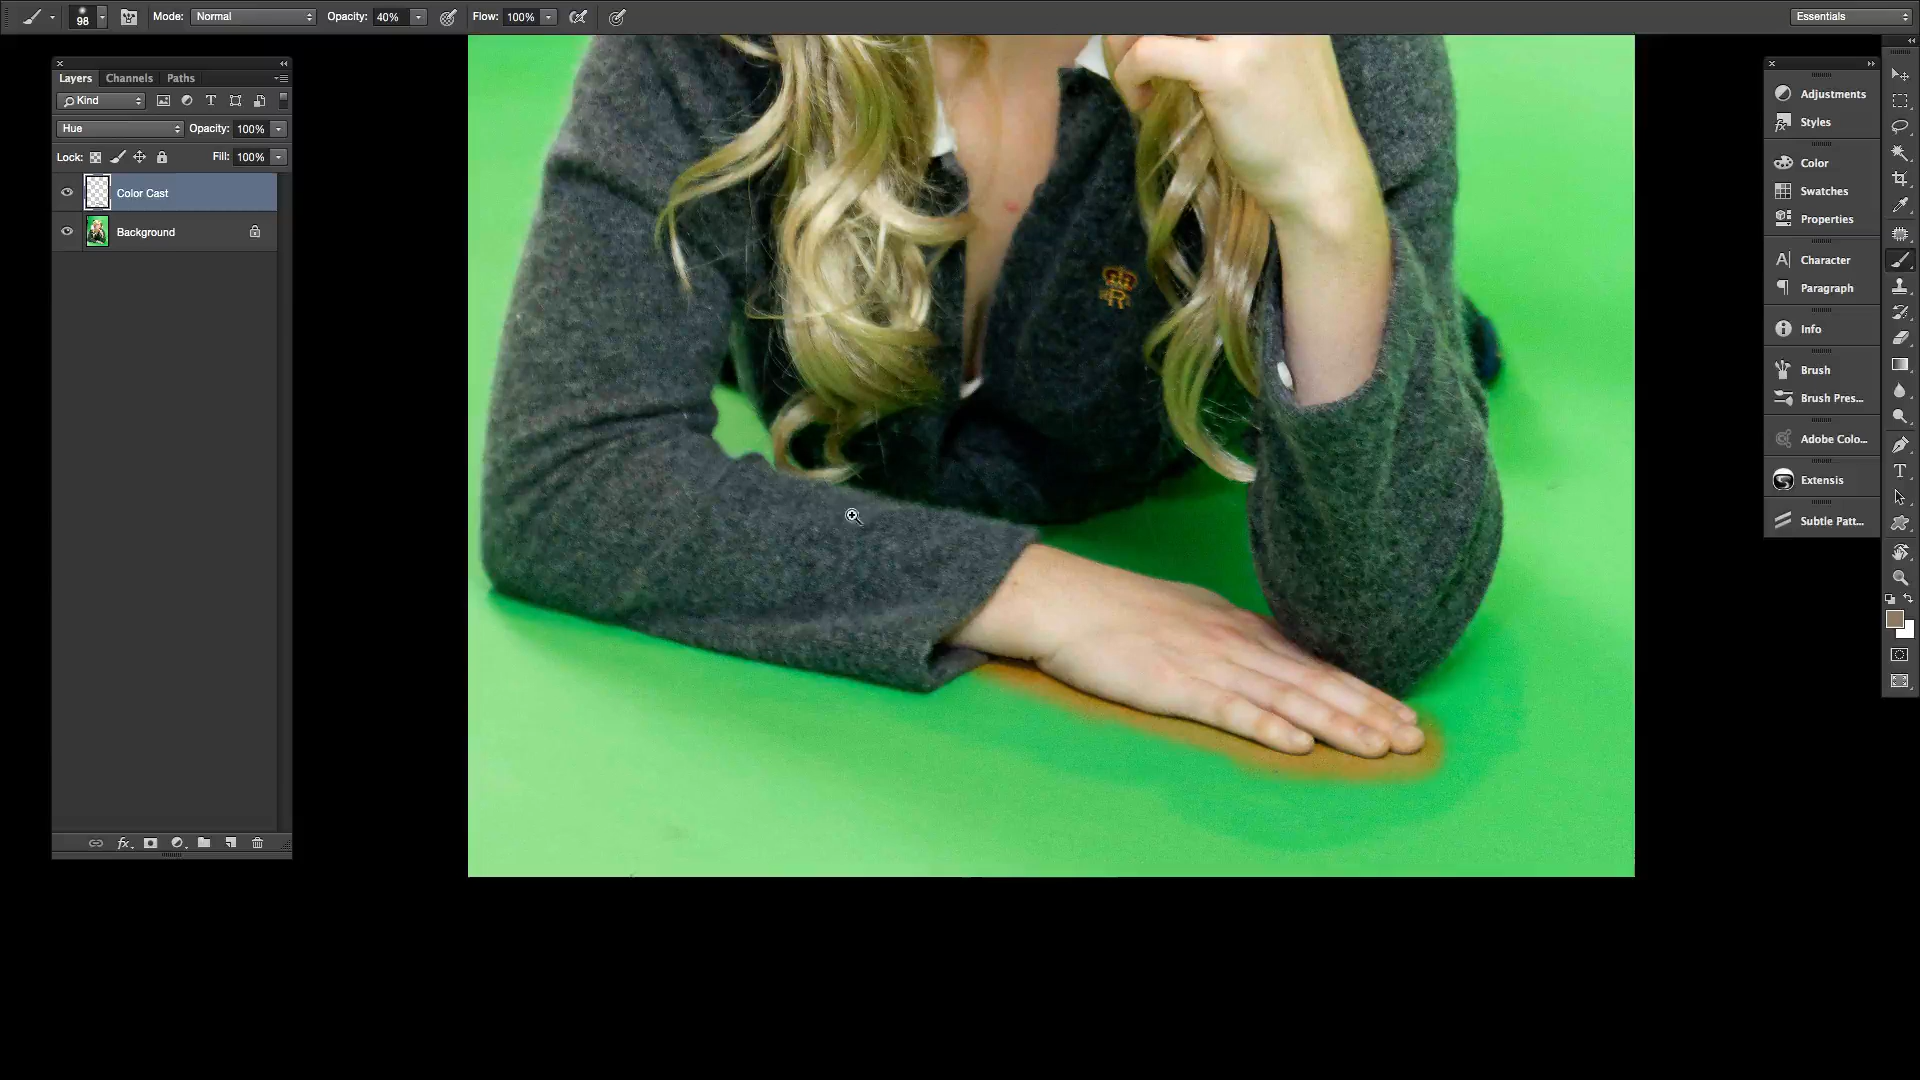 98 Mode: Normal Opacity: 40% Flow: 100% Essentials
Layers Channels Paths
Kind
Hue Opacity: 100%
Lock: Fill: 100%
Color Cast
Background
Adjustments
Styles
Color
Swatches
Properties
Character
Paragraph
Info
Brush
Brush Pres...
Adobe Colo...
Extensis
Subtle Patt...
R